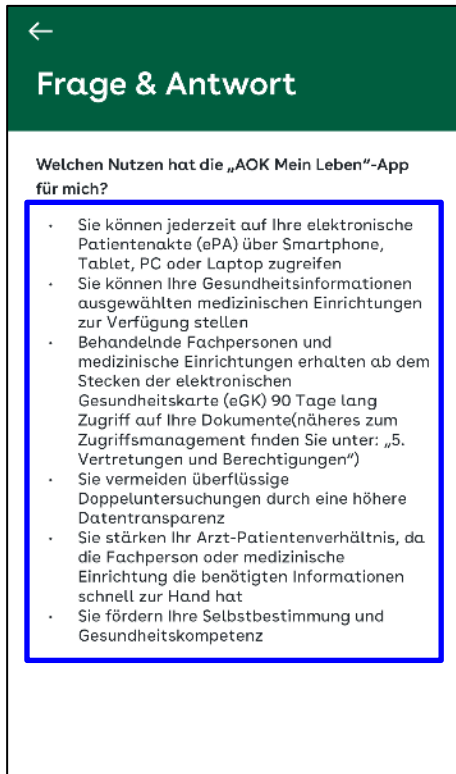 Frage & Antwort
Welchen Nutzen hat die „AOK Mein Leben“-App
für mich?
· Sie können jederzeit auf Ihre elektronische
Patientenakte (ePA) über Smartphone,
Tablet, PC oder Laptop zugreifen
· Sie können Ihre Gesundheitsinformationen
ausgewählten medizinischen Einrichtungen
zur Verfügung stellen
· Behandelnde Fachpersonen und
medizinische Einrichtungen erhalten ab dem
Stecken der elektronischen
Gesundheitskarte (eGK) 90 Tage lang
Zugriff auf Ihre Dokumente(näheres zum
Zugriffsmanagement finden Sie unter: „5.
Vertretungen und Berechtigungen“)
· Sie vermeiden überflüssige
Doppeluntersuchungen durch eine höhere
Datentransparenz
· Sie stärken Ihr Arzt-Patientenverhältnis, da
die Fachperson oder medizinische
Einrichtung die benötigten Informationen
schnell zur Hand hat
· Sie fördern Ihre Selbstbestimmung und
Gesundheitskompetenz